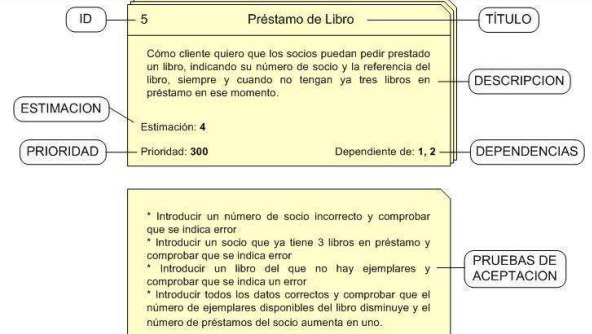 ID
5
Préstamo de Libro
TÍTULO
Cómo cliente quiero que los socios puedan pedir prestado
un libro, indicando su número de socio y la referencia del
libro, siempre y cuando no tengan ya tres libros en
préstamo en ese momento.
DESCRIPCION
ESTIMACION
Estimación: 4
PRIORIDAD
Prioridad: 300
Dependiente de: 1, 2
DEPENDENCIAS
* Introducir un número de socio incorrecto y comprobar
que se indica error
* Introducir un socio que ya tiene 3 libros en préstamo y
comprobar que se indica error
* Introducir un libro del que no hay ejemplares y
comprobar que se indica un error
* Introducir todos los datos correctos y comprobar que el
número de ejemplares disponibles del libro disminuye y el
número de préstamos del socio aumenta en uno.
PRUEBAS DE
ACEPTACION